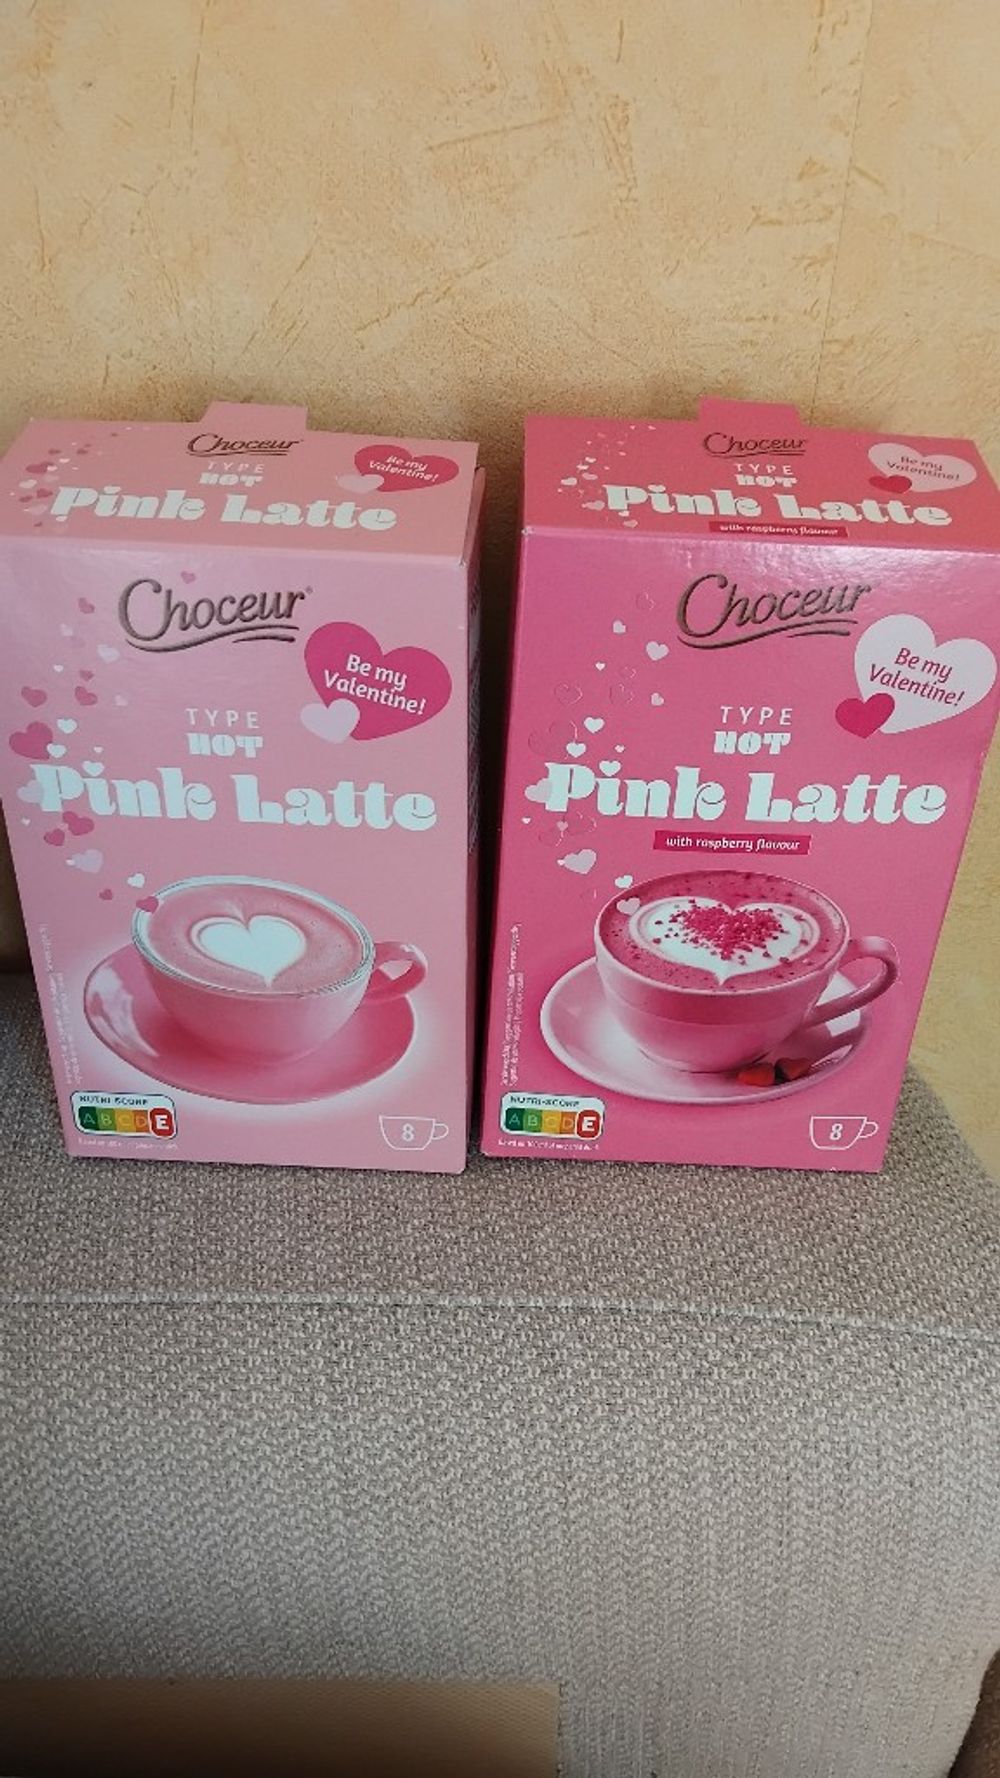 Choceur
TYPE
HOT
Pink Latte
Be my
Valentine!
Choceur
Be my
Valentine!
TYPE
HOT
Pink Latte
NUTRI-SCORE
A B C D E
8
Choceur
TYPE
HOT
Pink Latte
with raspberry flavour
Be my
Valentine!
Choceur
Be my
Valentine!
TYPE
HOT
Pink Latte
with raspberry flavour
NUTRI-SCORE
A B C D E
8